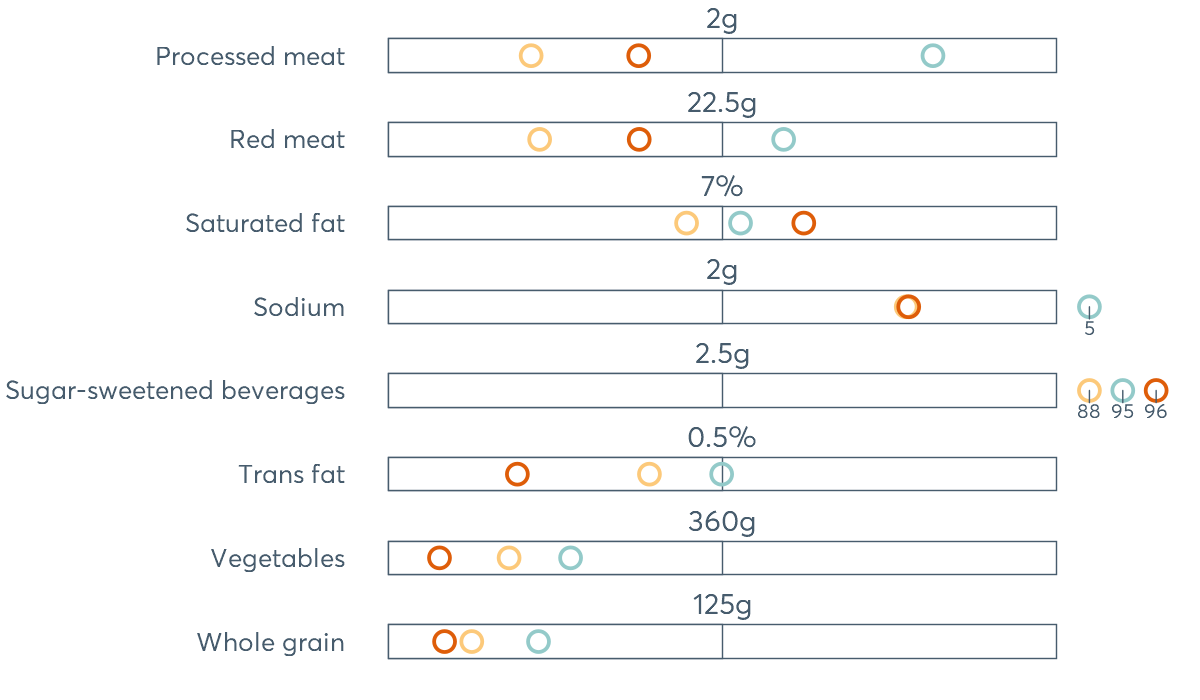 2g
Processed meat
22.5g
Red meat
7%
Saturated fat
2g
Sodium
5
2.5g
Sugar-sweetened beverages
88 95 96
0.5%
Trans fat
360g
Vegetables
125g
Whole grain